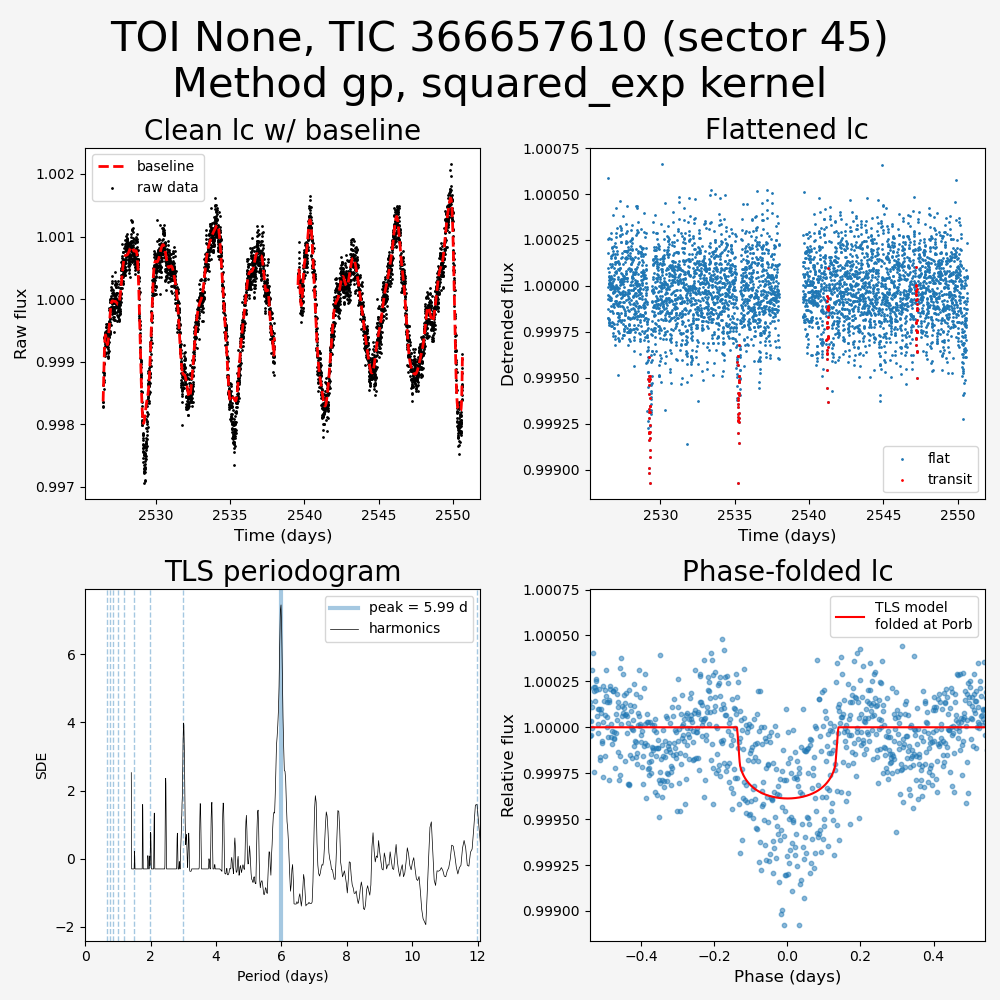 TOI None, TIC 366657610 (sector 45)
Method gp, squared_exp kernel
Clean lc w/ baseline
baseline
raw data
1.002
1.001
1.000
0.999
0.998
0.997
Raw flux
2530
2535
2540
2545
2550
Time (days)
Flattened lc
1.00075
1.00050
1.00025
1.00000
0.99975
0.99950
0.99925
0.99900
Detrended flux
flat
transit
2530
2535
2540
2545
2550
Time (days)
TLS periodogram
peak = 5.99 d
harmonics
6
4
2
0
−2
SDE
0
2
4
6
8
10
12
Period (days)
Phase-folded lc
TLS model
folded at Porb
1.00075
1.00050
1.00025
1.00000
0.99975
0.99950
0.99925
0.99900
Relative flux
−0.4
−0.2
0.0
0.2
0.4
Phase (days)